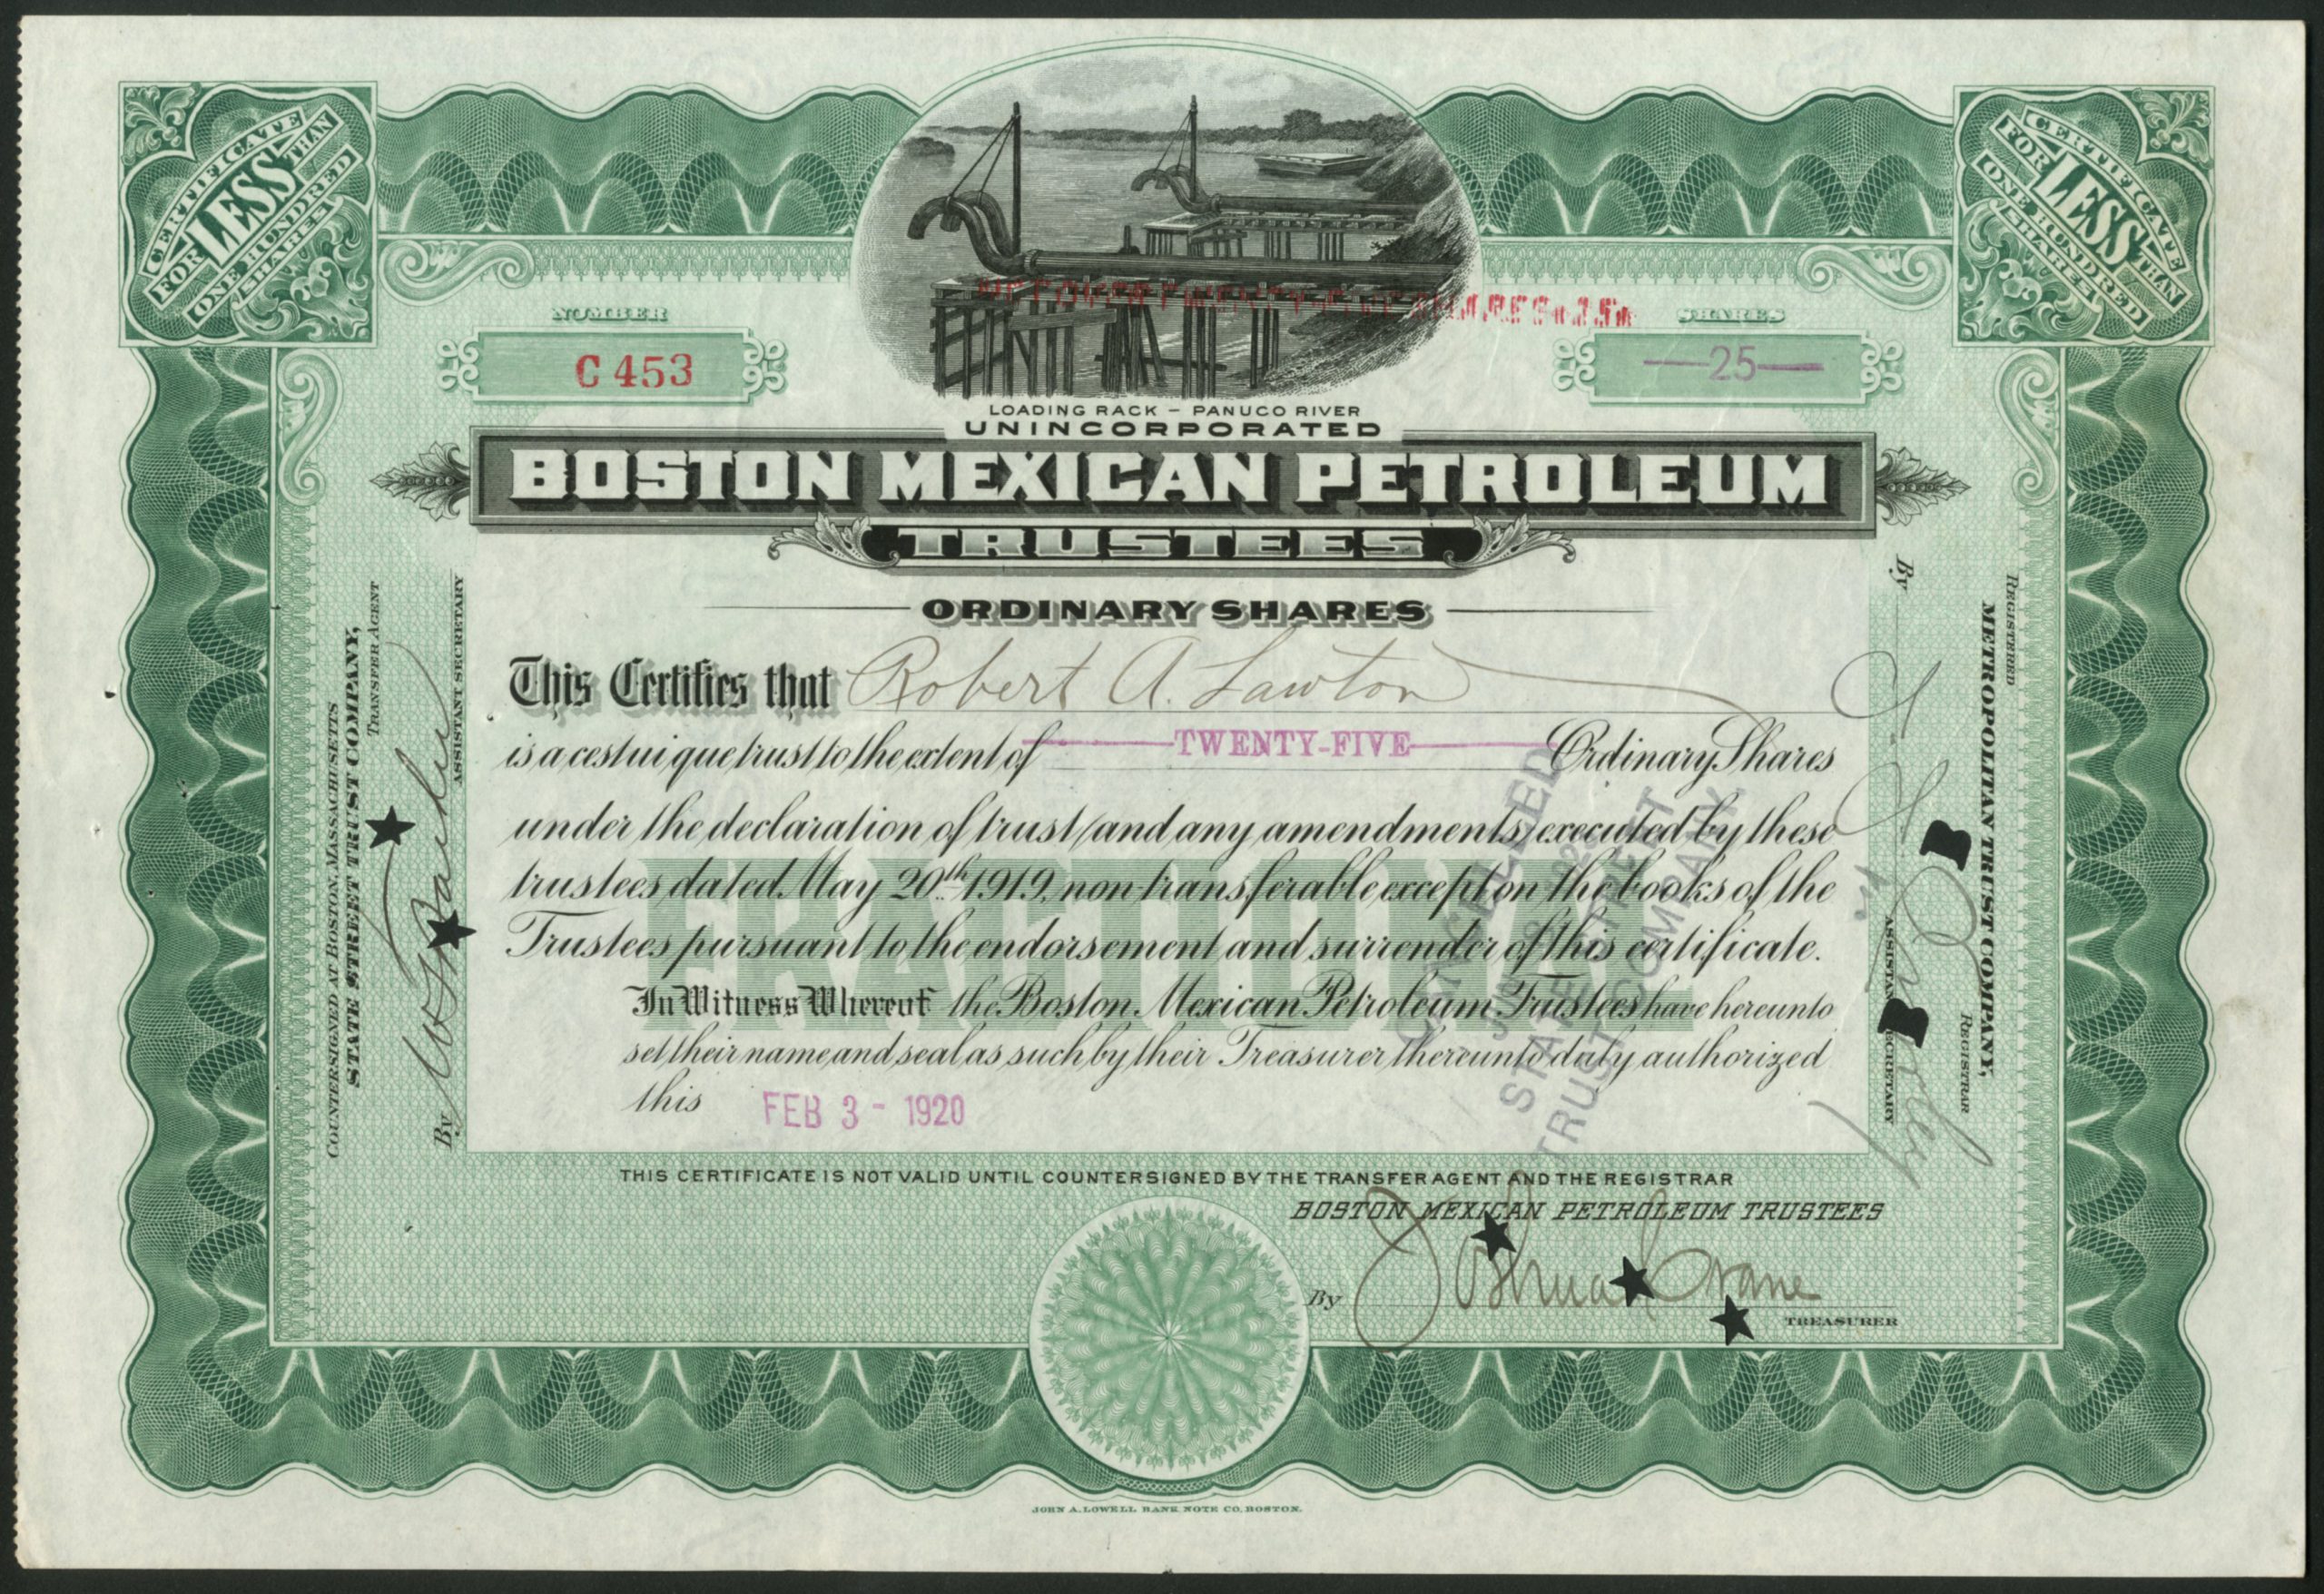 CERTIFICATE
FOR LESS THAN
ONE HUNDRED
SHARES
CERTIFICATE
FOR LESS THAN
ONE HUNDRED
SHARES
NOT OVER TWENTY-FIVE SHARES $25$
NUMBER
C 453
SHARES
—25—
LOADING RACK – PANUCO RIVER
UNINCORPORATED
BOSTON MEXICAN PETROLEUM
TRUSTEES
ORDINARY SHARES
This Certifies that Robert A. Lawton
is a cestui que trust to the extent of TWENTY-FIVE Ordinary Shares
under the declaration of trust (and any amendments) executed by these
trustees dated May 20th 1919, non-transferable except on the books of the
Trustees pursuant to the endorsement and surrender of this certificate.
FRACTIONAL
In Witness Whereof the Boston Mexican Petroleum Trustees have hereunto
set their name and seal as such by their Treasurer thereunto duly authorized
this FEB 3 - 1920
CANCELLED
STATE STREET
TRUST COMPANY
THIS CERTIFICATE IS NOT VALID UNTIL COUNTERSIGNED BY THE TRANSFER AGENT AND THE REGISTRAR
BOSTON MEXICAN PETROLEUM TRUSTEES
By Joshua Crane
TREASURER
COUNTERSIGNED AT BOSTON, MASSACHUSETTS
STATE STREET TRUST COMPANY,
TRANSFER AGENT
By
ASSISTANT SECRETARY
REGISTERED
METROPOLITAN TRUST COMPANY,
REGISTRAR
By
ASSISTANT SECRETARY
JOHN A. LOWELL BANK NOTE CO. BOSTON.